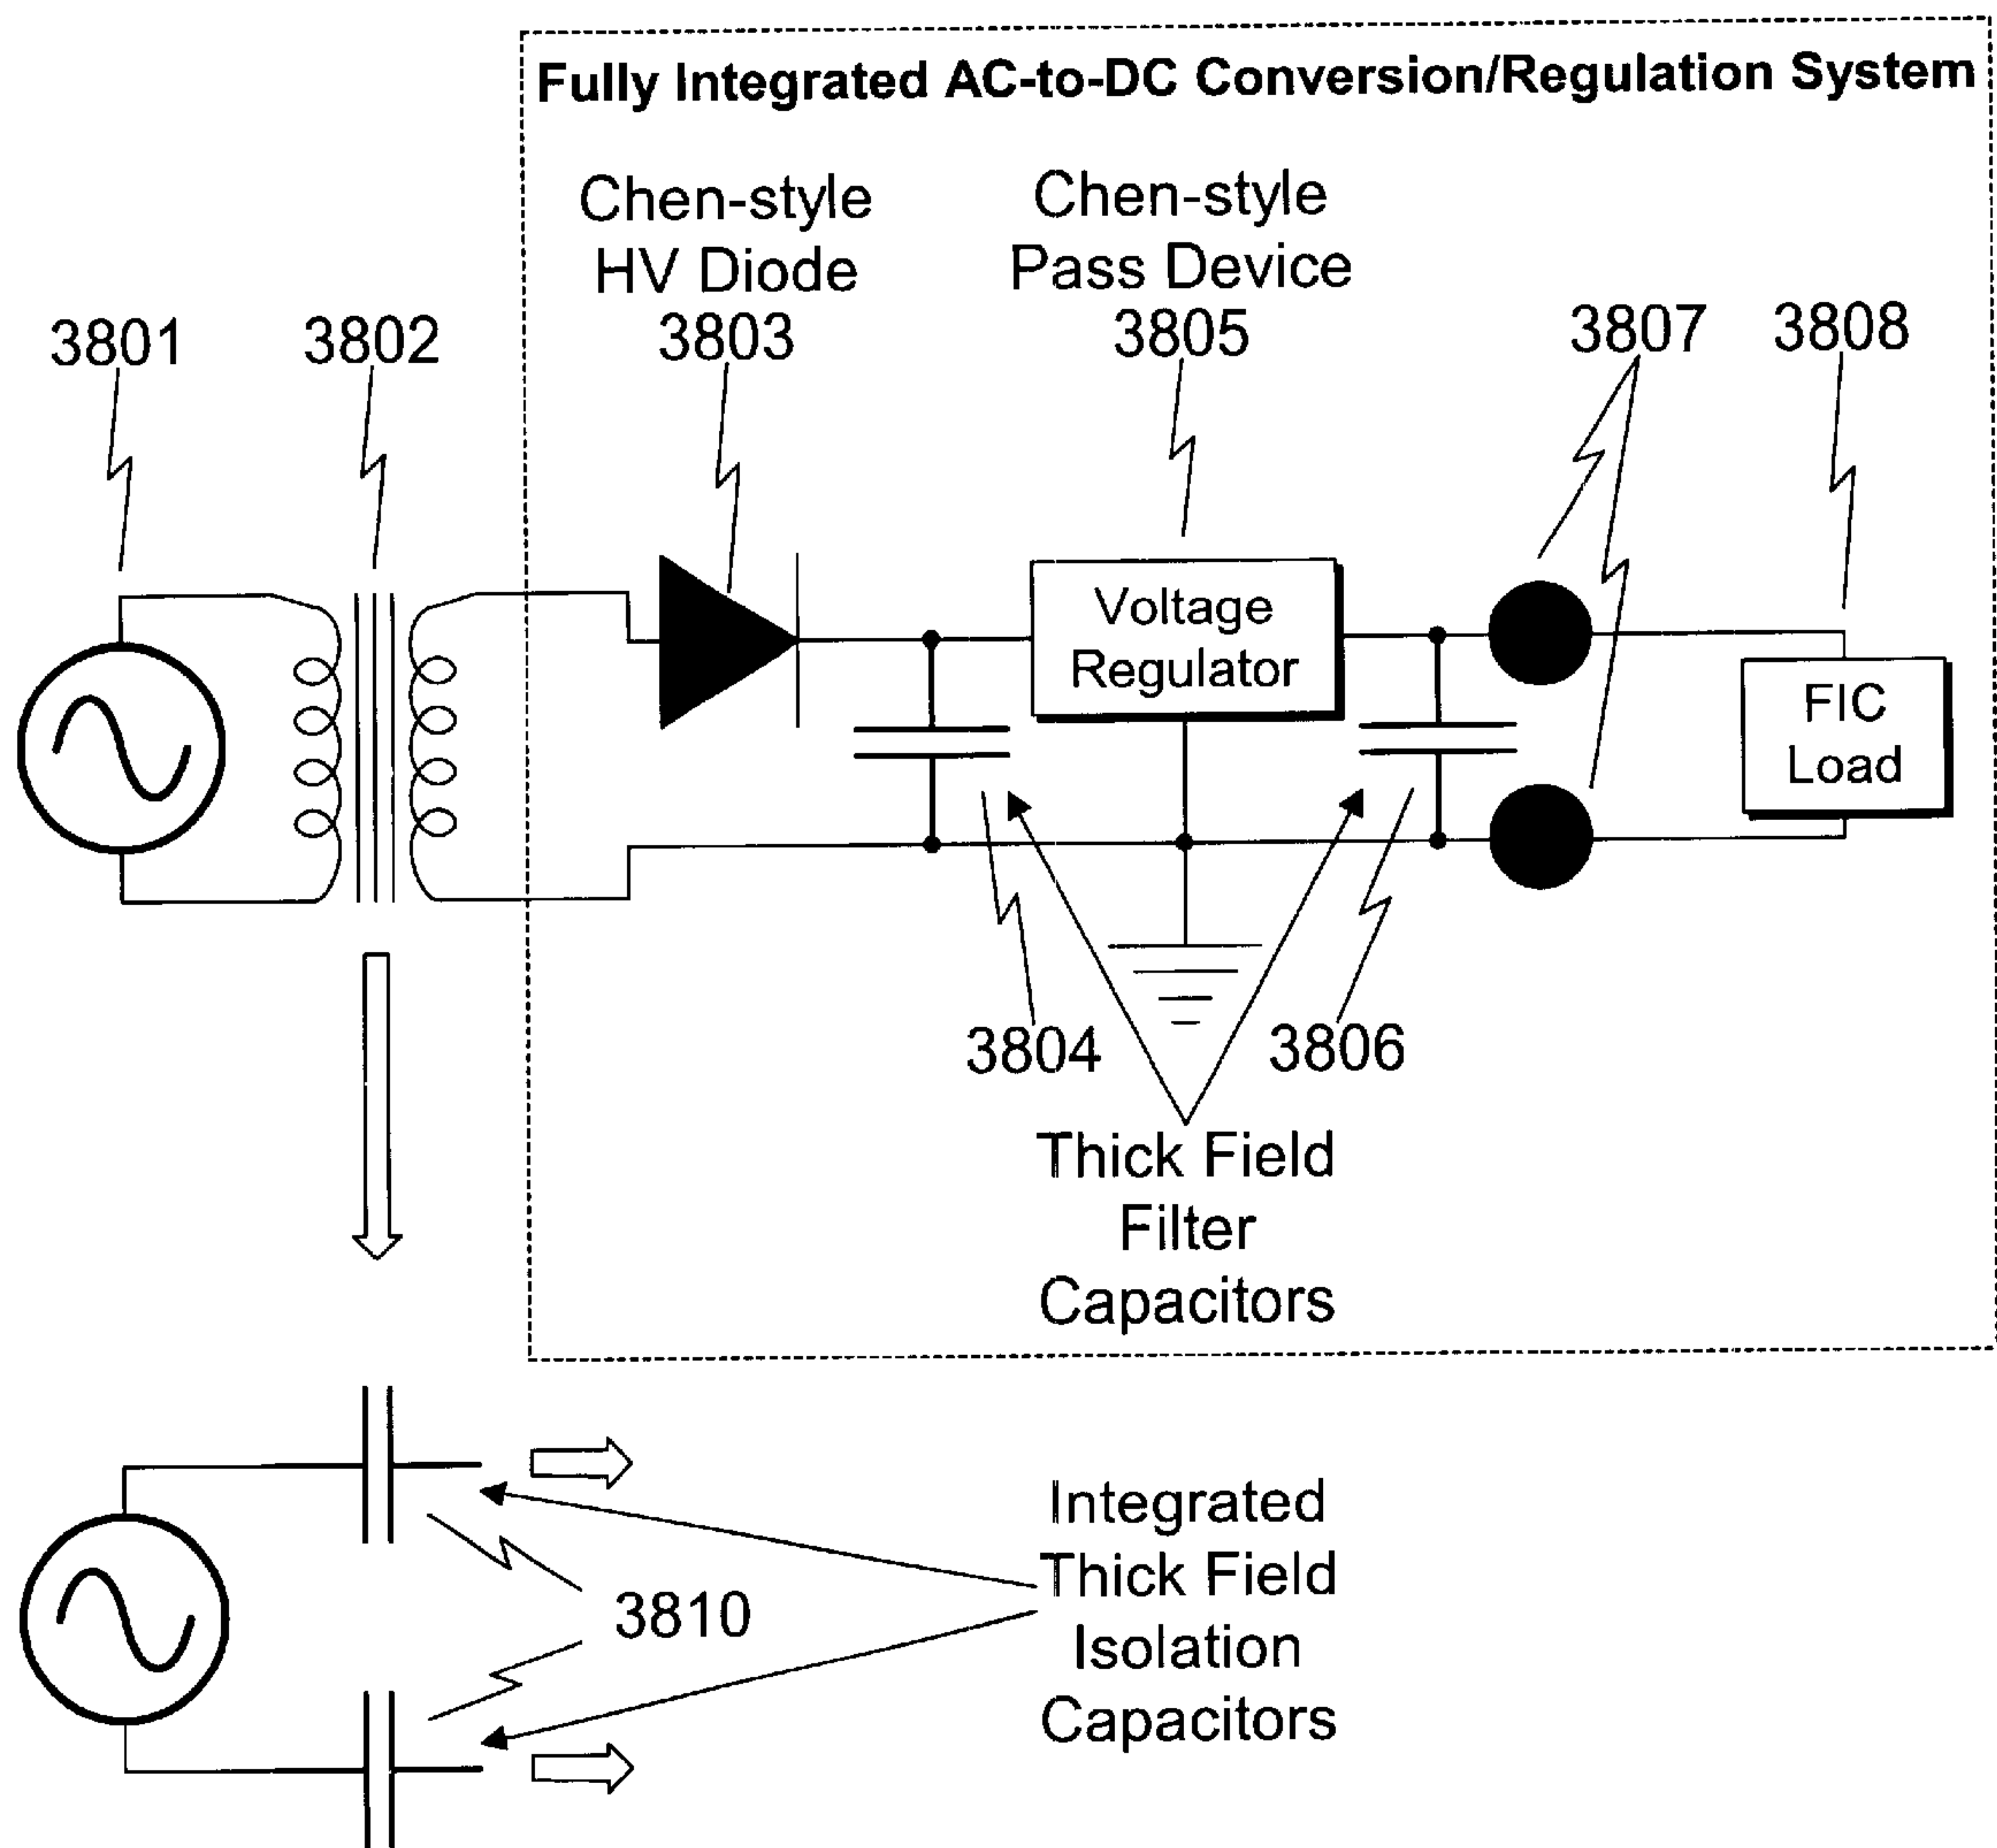 Fully Integrated AC-to-DC Conversion/Regulation System
Chen-style
HV Diode
3803
Chen-style
Pass Device
3805
3801
3802
3807
3808
Voltage
Regulator
FIC
Load
3804
3806
Thick Field
Filter
Capacitors
3810
Integrated
Thick Field
Isolation
Capacitors